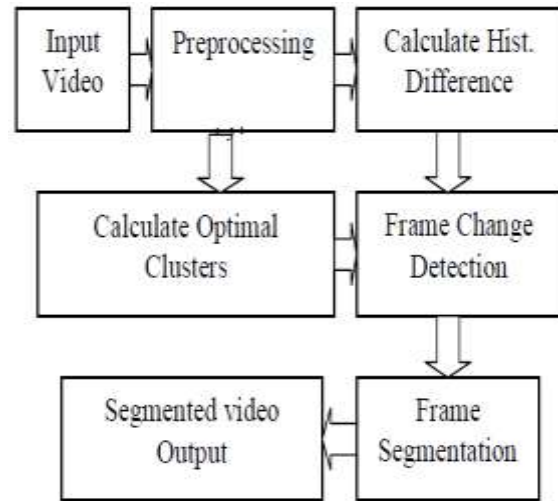 Input
Video
Preprocessing
Calculate Hist.
Difference
Calculate Optimal
Clusters
Frame Change
Detection
Segmented video
Output
Frame
Segmentation